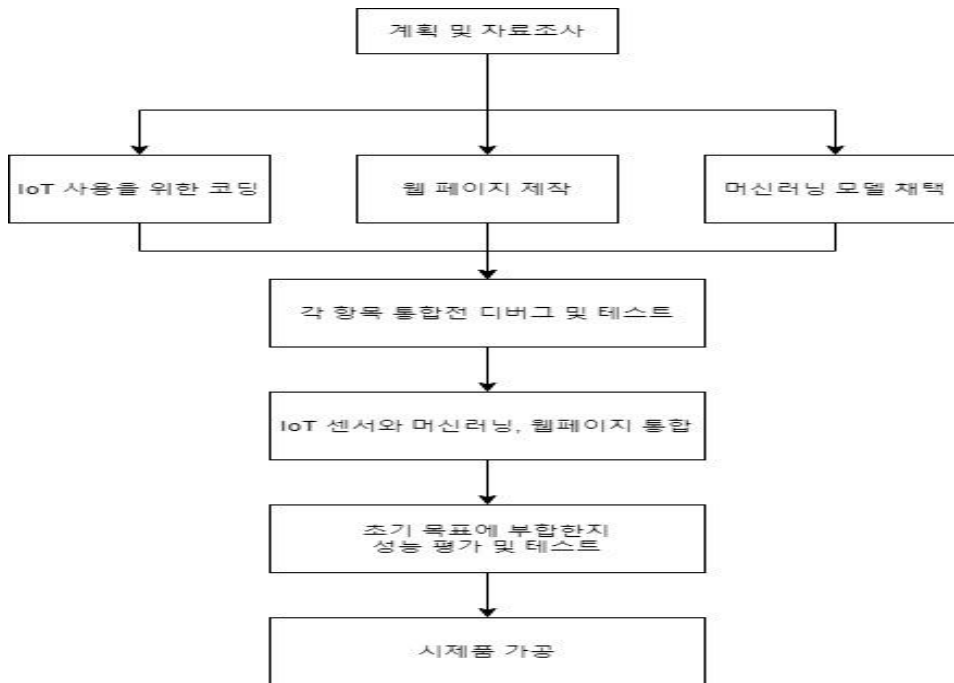 계획 및 자료조사
IoT 사용을 위한 코딩
웹 페이지 제작
머신러닝 모델 채택
각 항목 통합전 디버그 및 테스트
IoT 센서와 머신러닝, 웹페이지 통합
초기 목표에 부합한지
성능 평가 및 테스트
시제품 가공